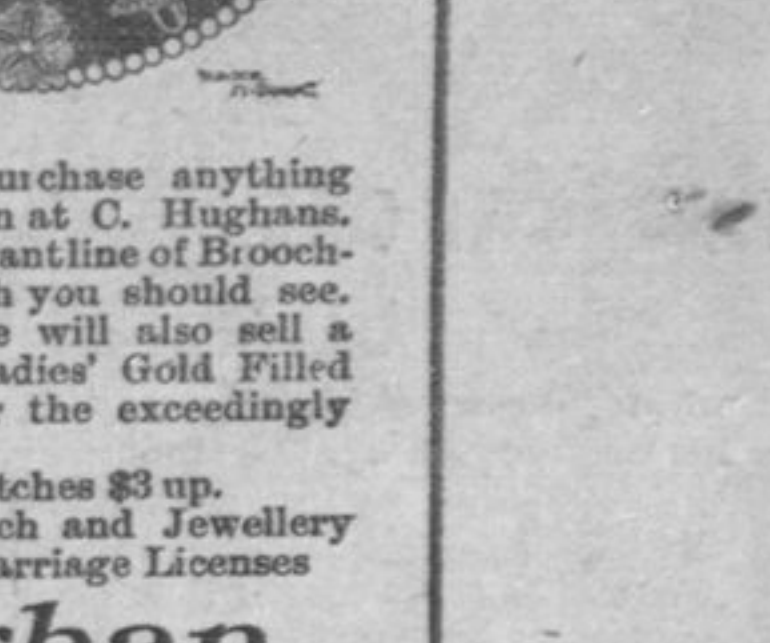 urchase anything
n at C. Hughans.
antline of Brooch-
h you should see.
e will also sell a
adies' Gold Filled
the exceedingly
tches $3 up.
ch and Jewellery
arriage Licenses